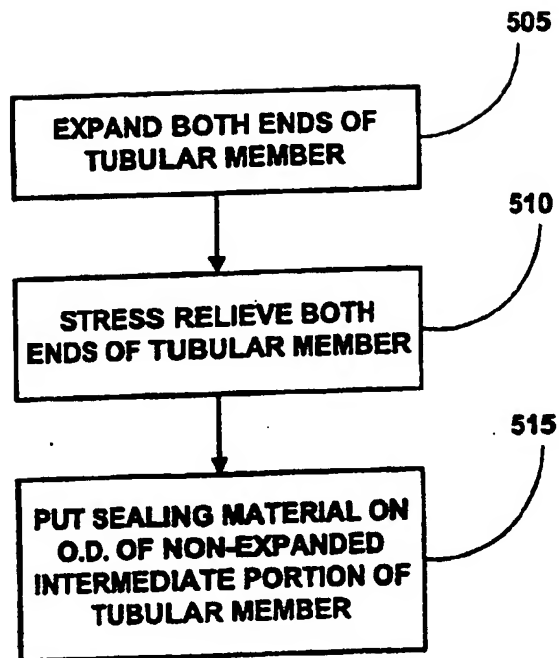 505
EXPAND BOTH ENDS OF
TUBULAR MEMBER
510
STRESS RELIEVE BOTH
ENDS OF TUBULAR MEMBER
515
PUT SEALING MATERIAL ON
O.D. OF NON-EXPANDED
INTERMEDIATE PORTION OF
TUBULAR MEMBER